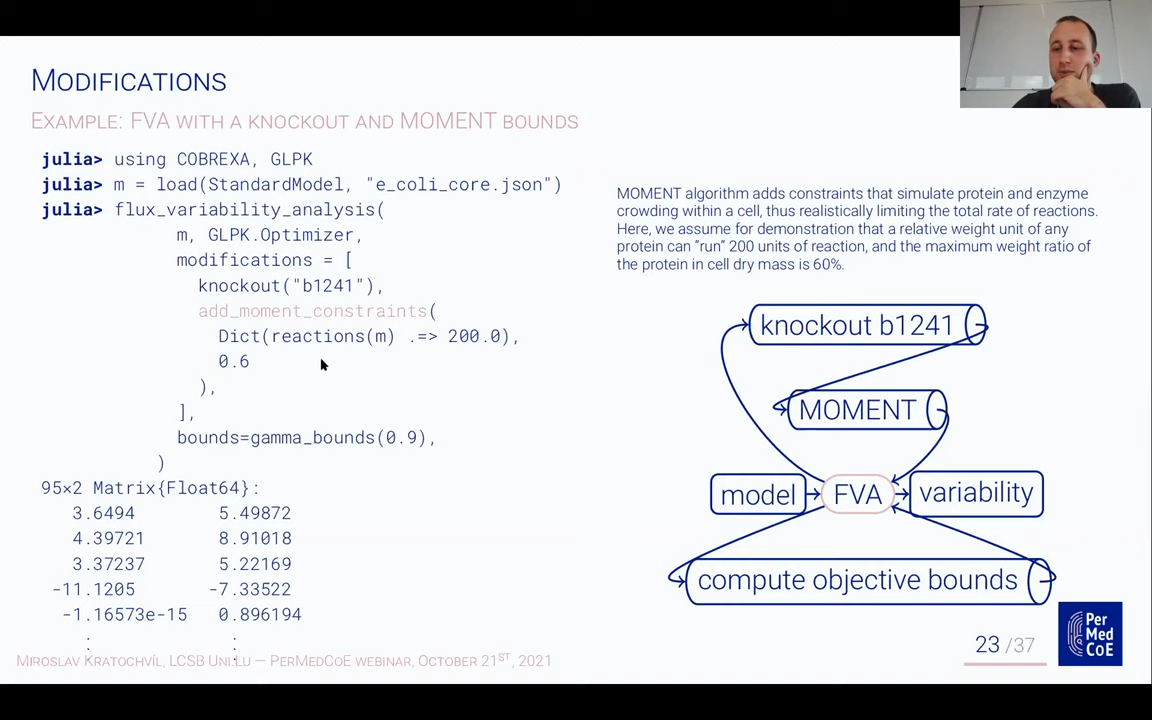 MODIFICATIONS
EXAMPLE: FVA WITH A KNOCKOUT AND MOMENT BOUNDS
julia> using COBREXA, GLPK
julia> m = load(StandardModel, "e_coli_core.json")
julia> flux_variability_analysis(
m, GLPK.Optimizer,
modifications = [
knockout("b1241"),
add_moment_constraints(
Dict(reactions(m) .=> 200.0),
0.6
),
],
bounds=gamma_bounds(0.9),
)
95×2 Matrix{Float64}:
3.6494 5.49872
4.39721 8.91018
3.37237 5.22169
-11.1205 -7.33522
-1.16573e-15 0.896194
: :
MOMENT algorithm adds constraints that simulate protein and enzyme
crowding within a cell, thus realistically limiting the total rate of reactions.
Here, we assume for demonstration that a relative weight unit of any
protein can "run" 200 units of reaction, and the maximum weight ratio of
the protein in cell dry mass is 60%.
knockout b1241
MOMENT
model FVA variability
compute objective bounds
MIROSLAV KRATOCHVÍL, LCSB UNI.LU — PERMEDCOE WEBINAR, OCTOBER 21ST, 2021
23 /37
Per
Med
CoE